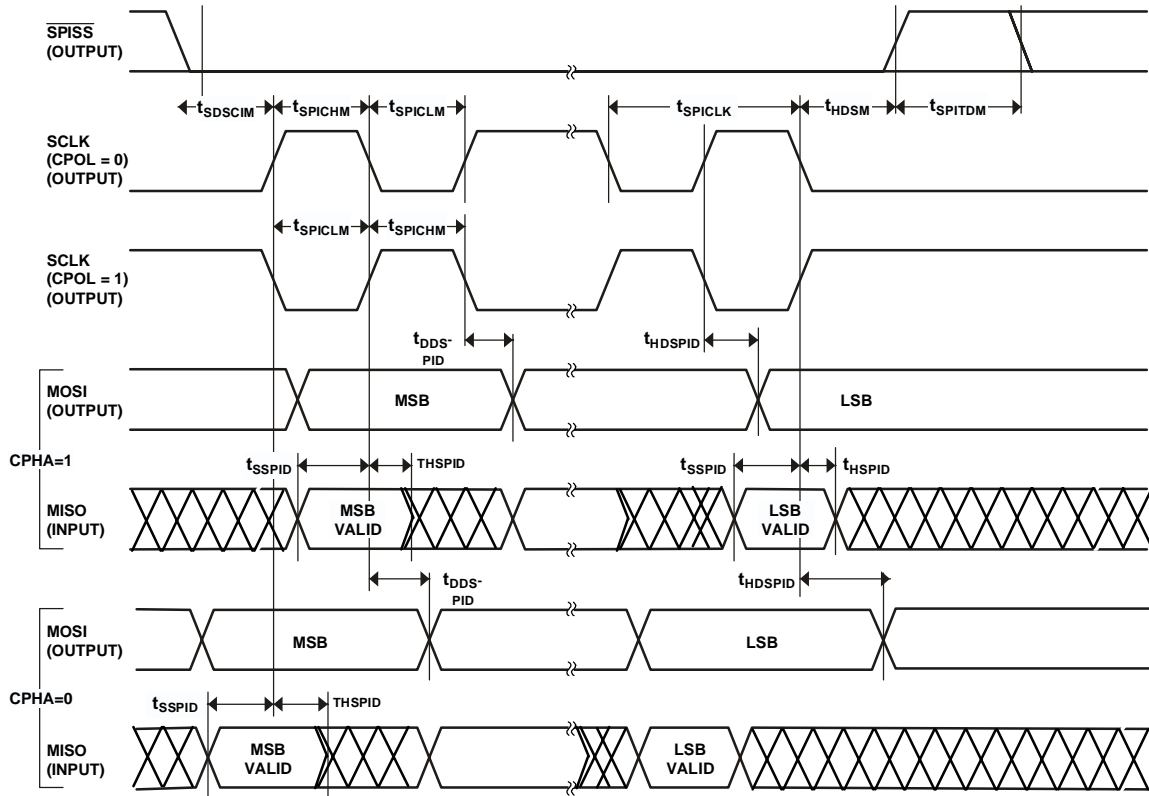 SPISS
(OUTPUT)
tSDSCIM
tSPICHM
tSPICLM
tSPICLK
tHDSM
tSPITDM
SCLK
(CPOL = 0)
(OUTPUT)
tSPICLM
tSPICHM
SCLK
(CPOL = 1)
(OUTPUT)
tDDS-
PID
tHDSPID
MOSI
(OUTPUT)
MSB
LSB
CPHA=1
tSSPID
THSPID
tSSPID
tHSPID
MISO
(INPUT)
MSB
VALID
LSB
VALID
tDDS-
PID
tHDSPID
MOSI
(OUTPUT)
MSB
LSB
CPHA=0
tSSPID
THSPID
MISO
(INPUT)
MSB
VALID
LSB
VALID